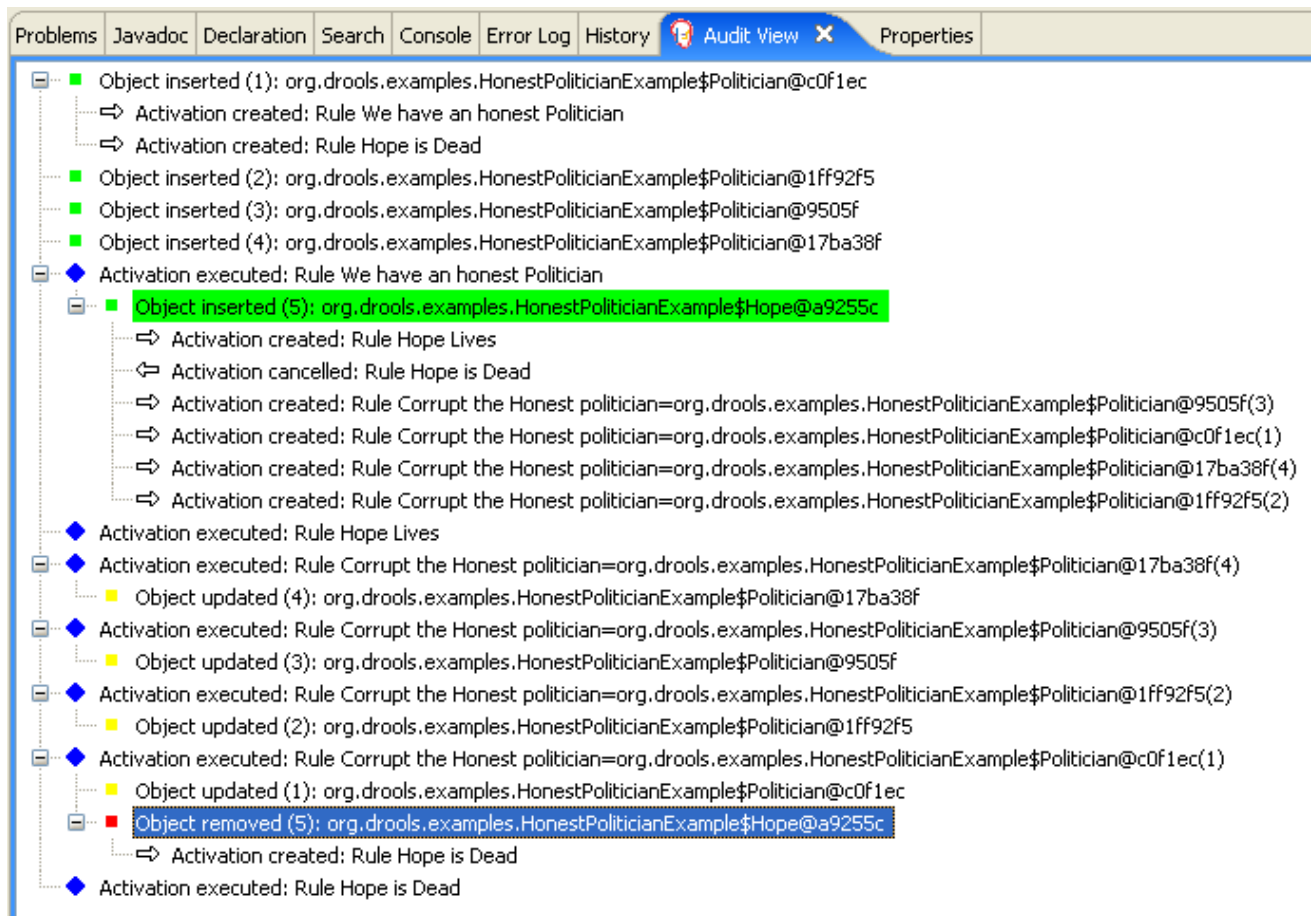 Problems Javadoc Declaration Search Console Error Log History Audit View Properties
Object inserted (1): org.drools.examples.HonestPoliticianExample$Politician@c0f1ec
Activation created: Rule We have an honest Politician
Activation created: Rule Hope is Dead
Object inserted (2): org.drools.examples.HonestPoliticianExample$Politician@1ff92f5
Object inserted (3): org.drools.examples.HonestPoliticianExample$Politician@9505f
Object inserted (4): org.drools.examples.HonestPoliticianExample$Politician@17ba38f
Activation executed: Rule We have an honest Politician
Object inserted (5): org.drools.examples.HonestPoliticianExample$Hope@a9255c
Activation created: Rule Hope Lives
Activation cancelled: Rule Hope is Dead
Activation created: Rule Corrupt the Honest politician=org.drools.examples.HonestPoliticianExample$Politician@9505f(3)
Activation created: Rule Corrupt the Honest politician=org.drools.examples.HonestPoliticianExample$Politician@c0f1ec(1)
Activation created: Rule Corrupt the Honest politician=org.drools.examples.HonestPoliticianExample$Politician@17ba38f(4)
Activation created: Rule Corrupt the Honest politician=org.drools.examples.HonestPoliticianExample$Politician@1ff92f5(2)
Activation executed: Rule Hope Lives
Activation executed: Rule Corrupt the Honest politician=org.drools.examples.HonestPoliticianExample$Politician@17ba38f(4)
Object updated (4): org.drools.examples.HonestPoliticianExample$Politician@17ba38f
Activation executed: Rule Corrupt the Honest politician=org.drools.examples.HonestPoliticianExample$Politician@9505f(3)
Object updated (3): org.drools.examples.HonestPoliticianExample$Politician@9505f
Activation executed: Rule Corrupt the Honest politician=org.drools.examples.HonestPoliticianExample$Politician@1ff92f5(2)
Object updated (2): org.drools.examples.HonestPoliticianExample$Politician@1ff92f5
Activation executed: Rule Corrupt the Honest politician=org.drools.examples.HonestPoliticianExample$Politician@c0f1ec(1)
Object updated (1): org.drools.examples.HonestPoliticianExample$Politician@c0f1ec
Object removed (5): org.drools.examples.HonestPoliticianExample$Hope@a9255c
Activation created: Rule Hope is Dead
Activation executed: Rule Hope is Dead